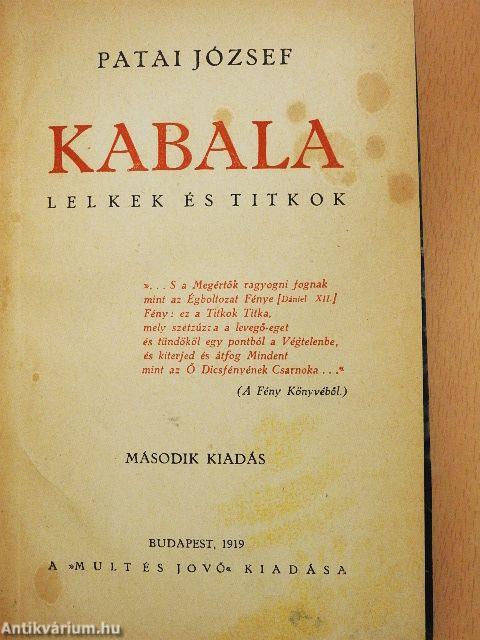 PATAI JÓZSEF
KABALA
LELKEK ÉS TITKOK
»... S a Megértők ragyogni fognak
mint az Égboltozat Fénye [Dániel XII.]
Fény: ez a Titkok Titka,
mely szétzúzza a levegő-eget
és tündököl egy pontból a Végtelenbe,
és kiterjed és átfog Mindent
mint az Ő Dicsfényének Csarnoka ...«
(A Fény Könyvéből.)
MÁSODIK KIADÁS
BUDAPEST, 1919
A »MULT ÉS JOVŐ« KIADÁSA
Antikvárium.hu